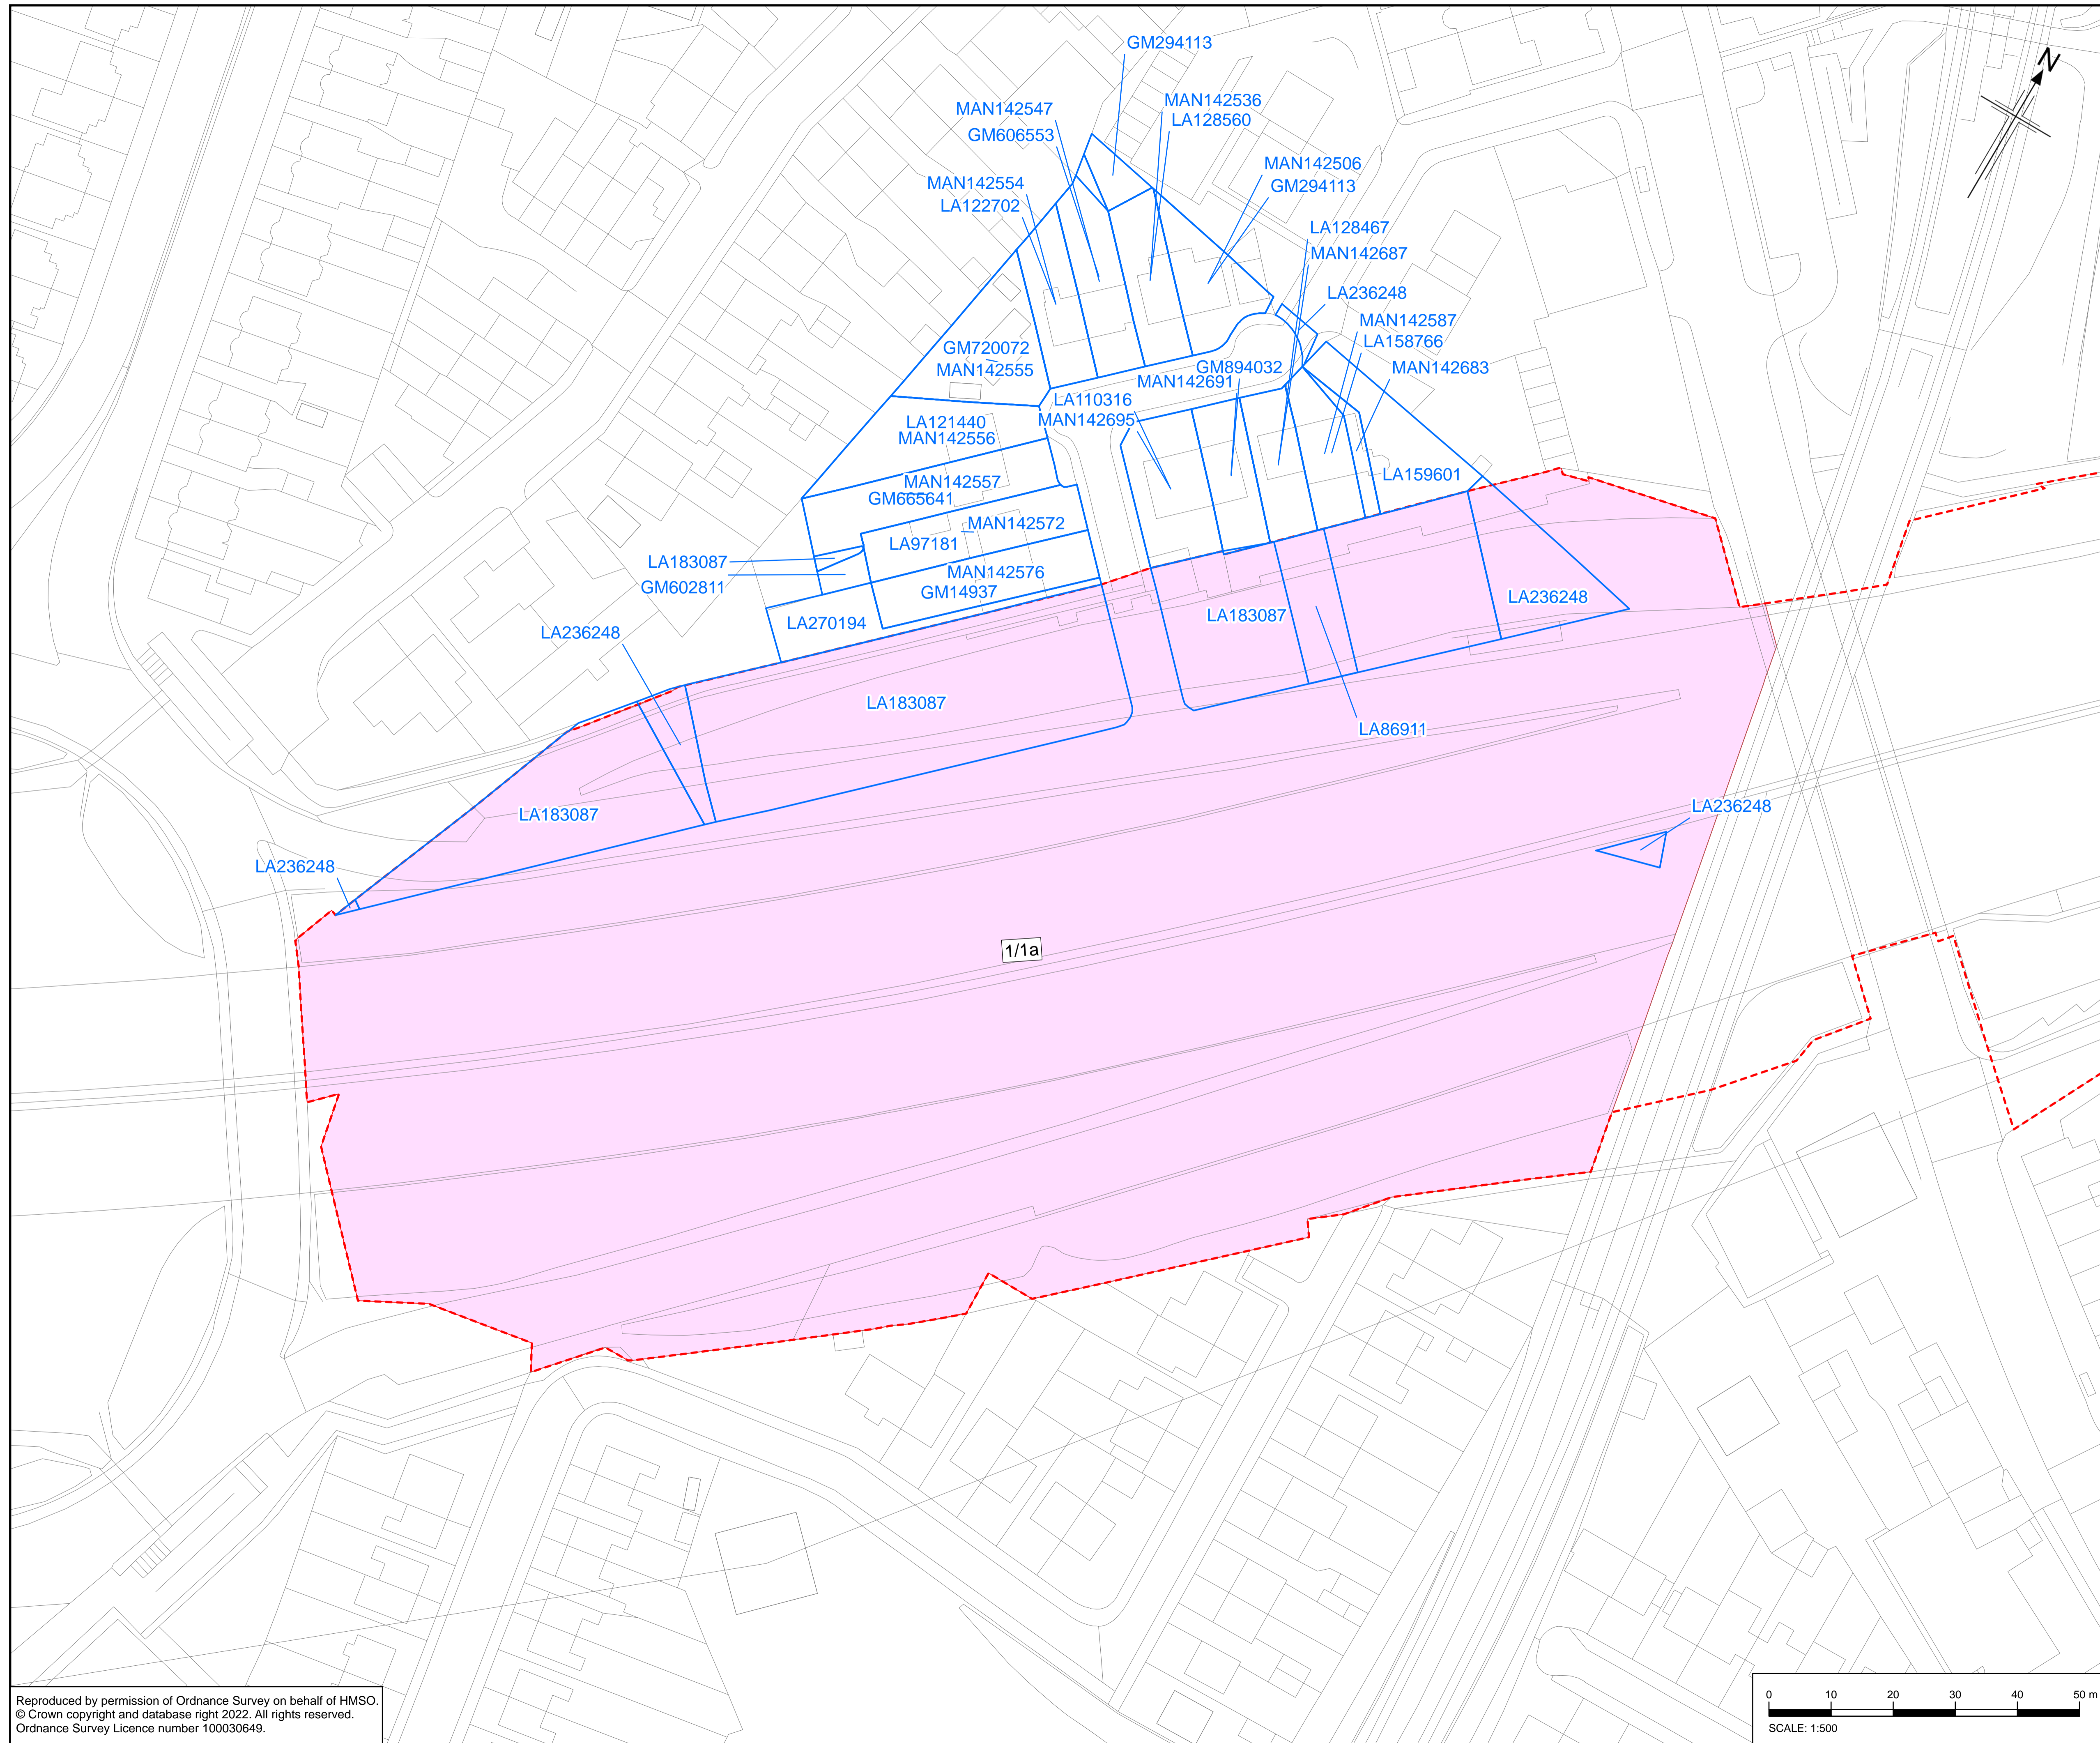 N
GM294113
MAN142547
MAN142536
LA128560
GM606553
MAN142506
MAN142554
GM294113
LA122702
LA128467
MAN142687
LA236248
MAN142587
GM720072
LA158766
MAN142555
GM894032
MAN142683
MAN142691
LA110316
MAN142695
LA121440
MAN142556
LA159601
MAN142557
GM665641
MAN142572
LA97181
LA183087
MAN142576
GM602811
GM14937
LA236248
LA183087
LA270194
LA236248
LA183087
LA86911
LA236248
LA183087
LA236248
1/1a
Reproduced by permission of Ordnance Survey on behalf of HMSO.
© Crown copyright and database right 2022. All rights reserved.
Ordnance Survey Licence number 100030649.
0 10 20 30 40 50 m
SCALE: 1:500